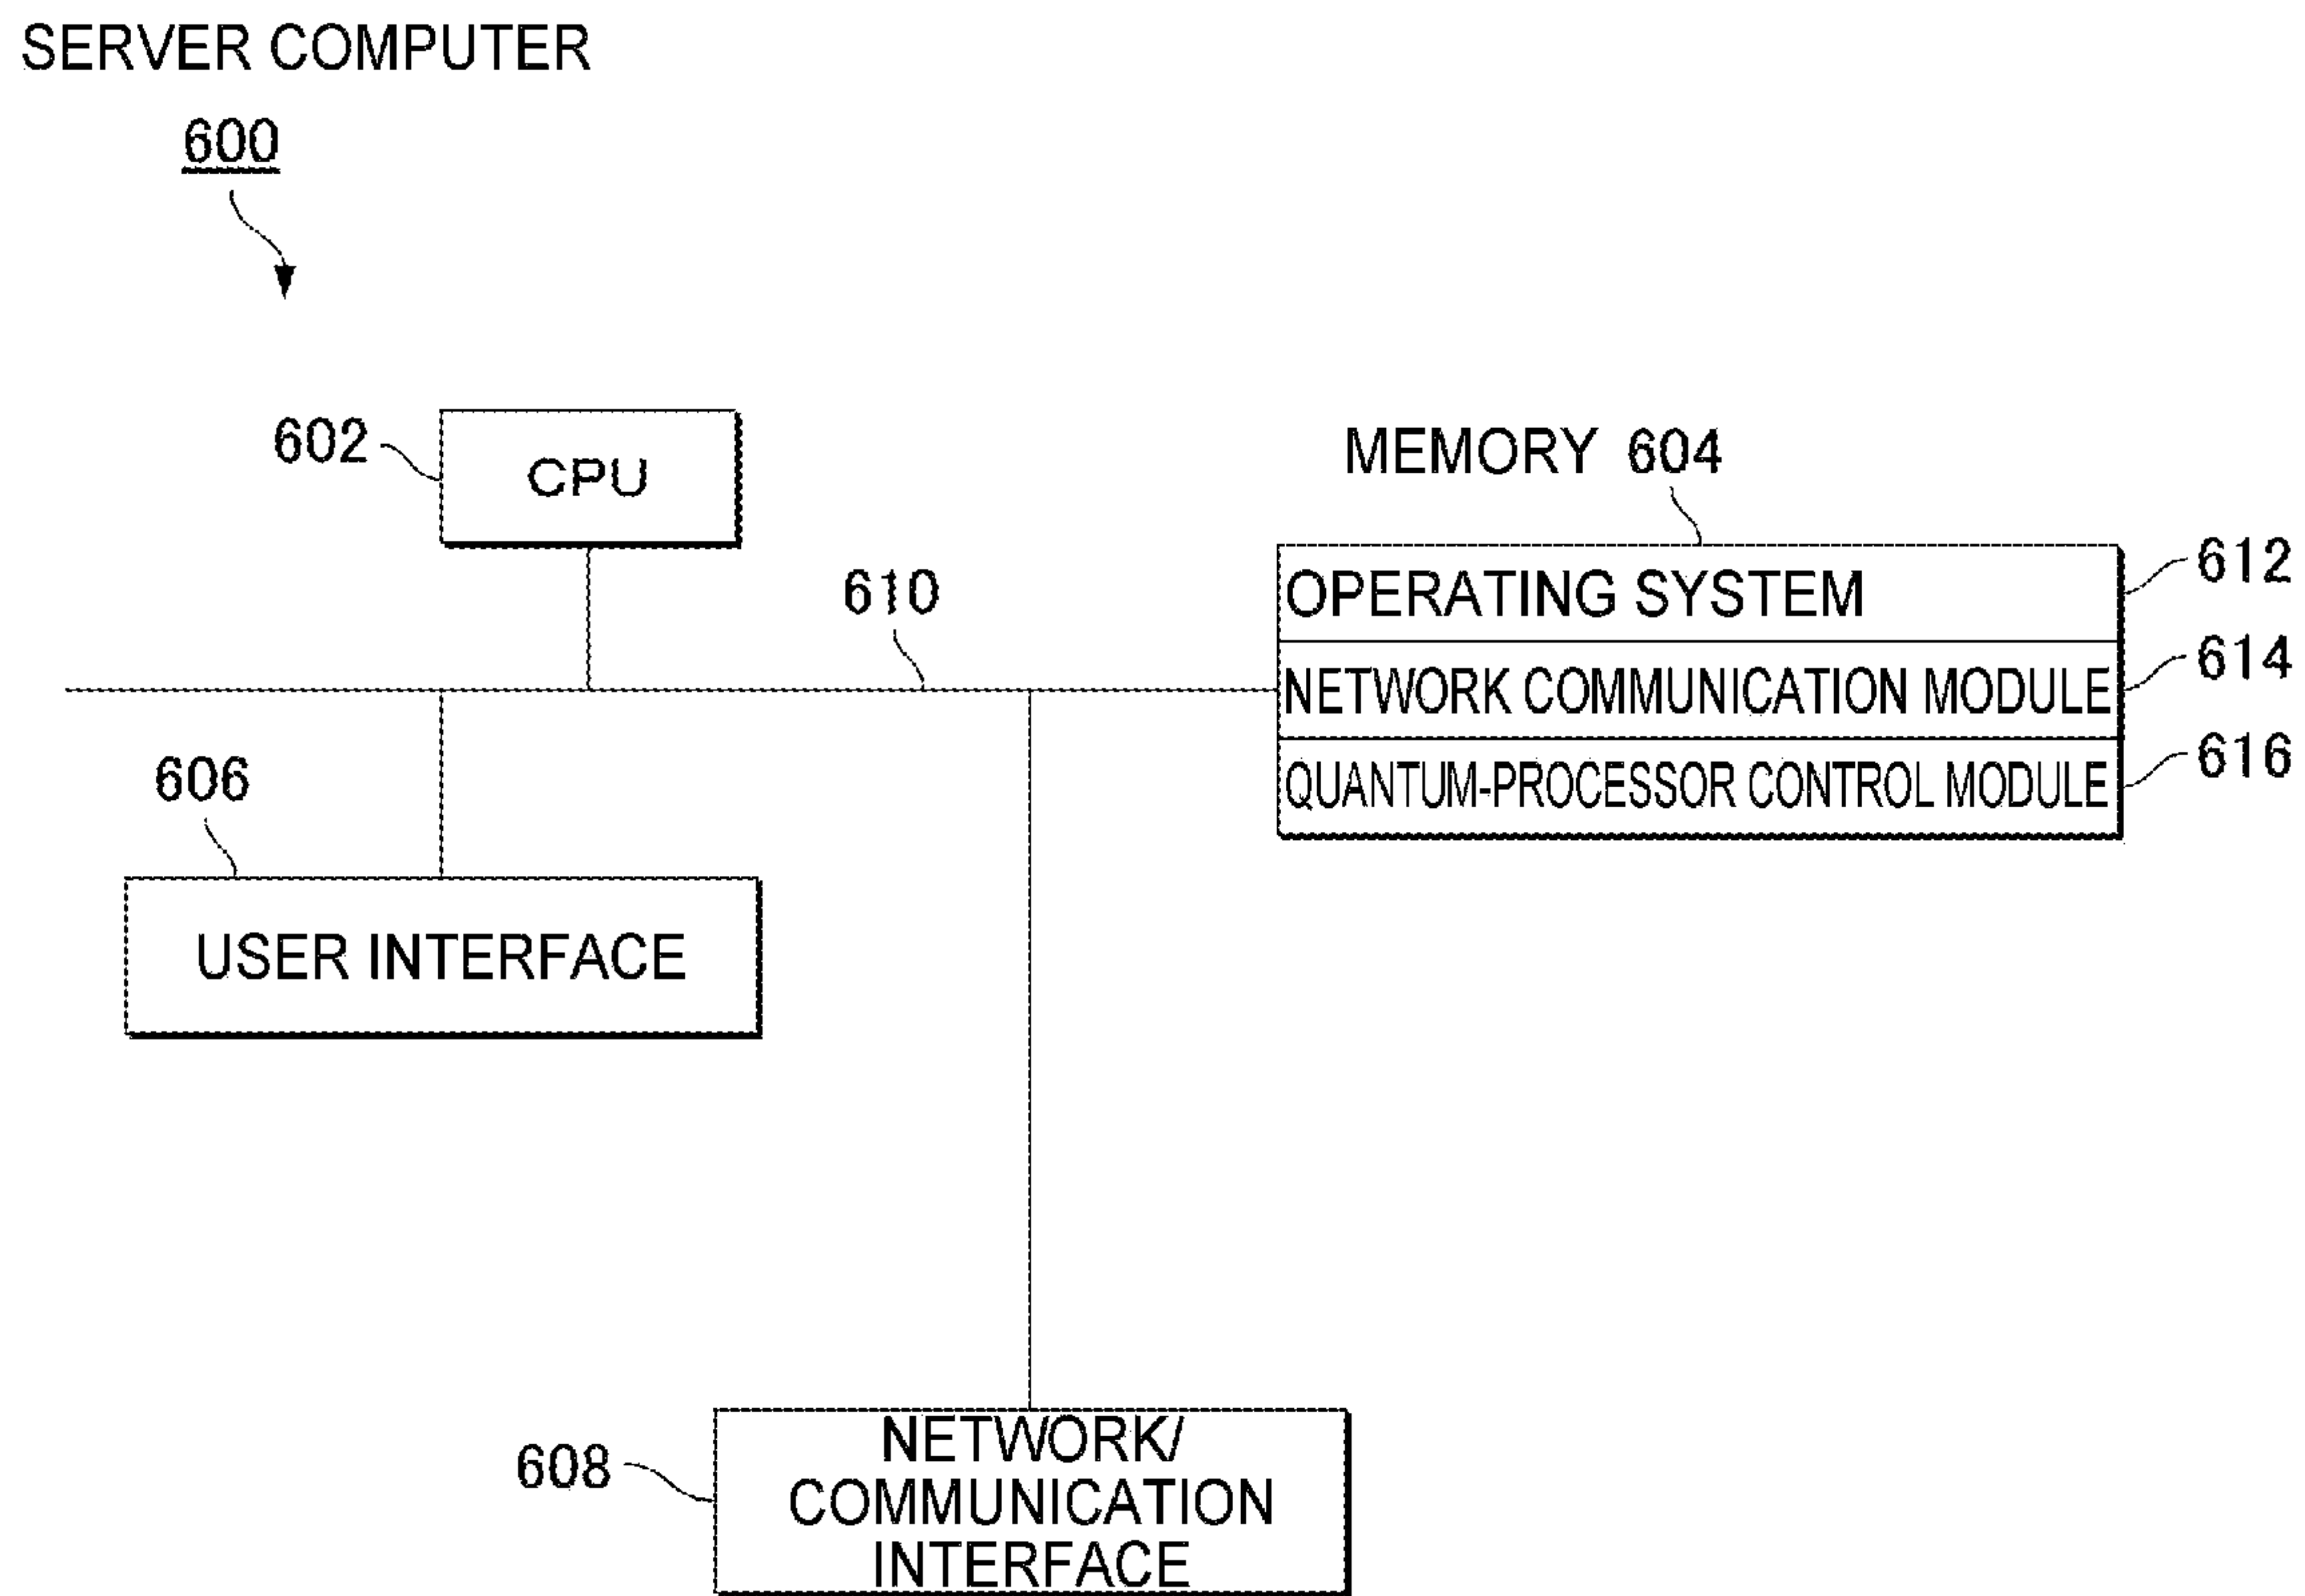 SERVER COMPUTER
600
602
CPU
MEMORY 604
610
OPERATING SYSTEM
612
NETWORK COMMUNICATION MODULE
614
QUANTUM-PROCESSOR CONTROL MODULE
616
606
USER INTERFACE
608
NETWORK/
COMMUNICATION
INTERFACE